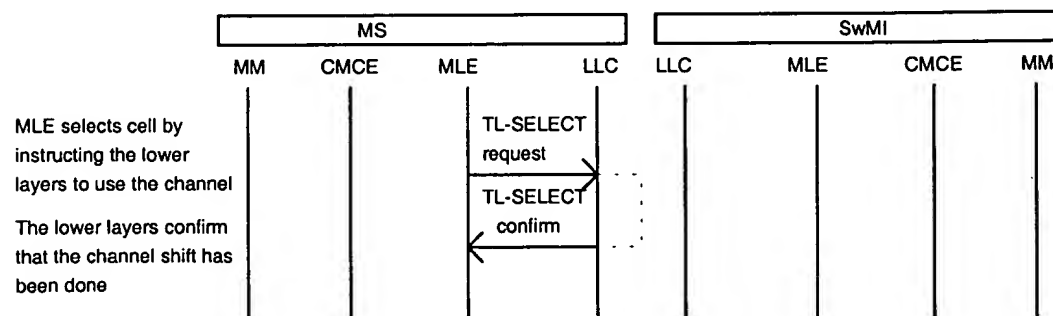 MS
SwMI
MM CMCE MLE LLC LLC MLE CMCE MM
MLE selects cell by
instructing the lower
layers to use the channel
TL-SELECT
request
TL-SELECT
confirm
The lower layers confirm
that the channel shift has
been done